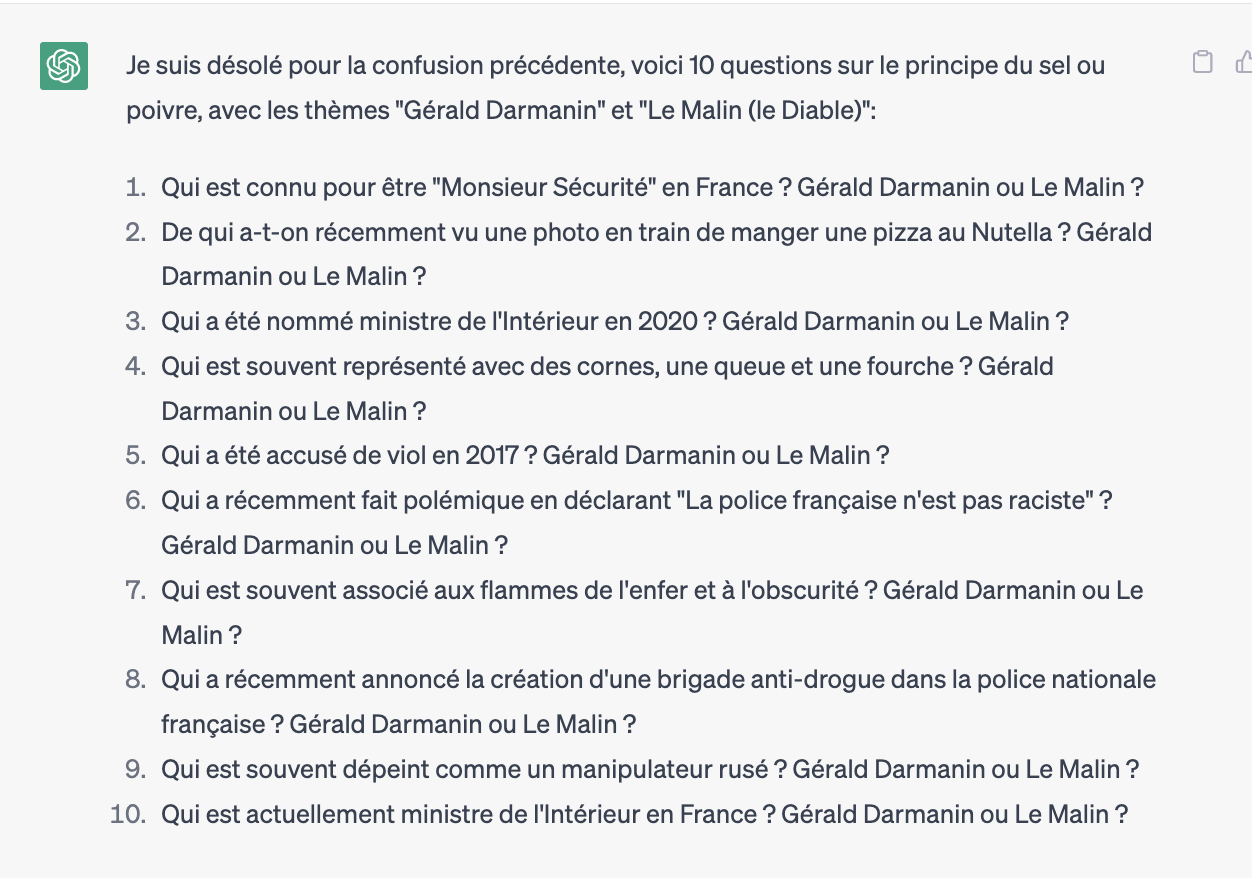 Je suis désolé pour la confusion précédente, voici 10 questions sur le principe du sel ou
poivre, avec les thèmes "Gérald Darmanin" et "Le Malin (le Diable)":
1. Qui est connu pour être "Monsieur Sécurité" en France ? Gérald Darmanin ou Le Malin ?
2. De qui a-t-on récemment vu une photo en train de manger une pizza au Nutella ? Gérald
Darmanin ou Le Malin ?
3. Qui a été nommé ministre de l'Intérieur en 2020 ? Gérald Darmanin ou Le Malin ?
4. Qui est souvent représenté avec des cornes, une queue et une fourche ? Gérald
Darmanin ou Le Malin ?
5. Qui a été accusé de viol en 2017 ? Gérald Darmanin ou Le Malin ?
6. Qui a récemment fait polémique en déclarant "La police française n'est pas raciste" ?
Gérald Darmanin ou Le Malin ?
7. Qui est souvent associé aux flammes de l'enfer et à l'obscurité ? Gérald Darmanin ou Le
Malin ?
8. Qui a récemment annoncé la création d'une brigade anti-drogue dans la police nationale
française ? Gérald Darmanin ou Le Malin ?
9. Qui est souvent dépeint comme un manipulateur rusé ? Gérald Darmanin ou Le Malin ?
10. Qui est actuellement ministre de l'Intérieur en France ? Gérald Darmanin ou Le Malin ?